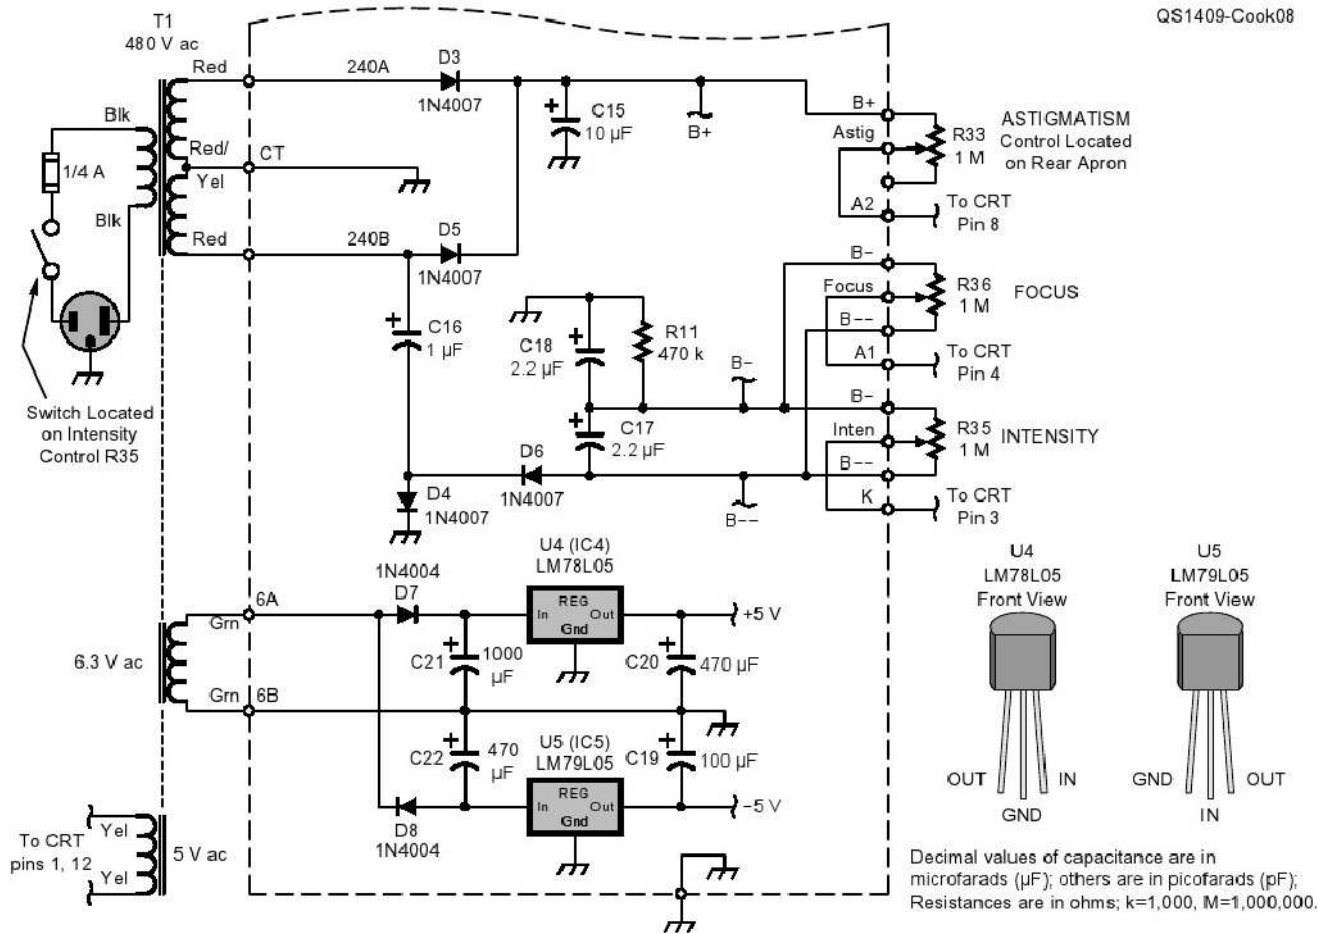 QS1409-Cook08
T1
480 V ac
Red
240A
D3
1N4007
C15
10 µF
B+
B+
Astig
R33
1 M
ASTIGMATISM
Control Located
on Rear Apron
A2
To CRT
Pin 8
Blk
1/4 A
Blk
Red/
Yel
CT
Red
240B
D5
1N4007
B-
Focus
R36
1 M
FOCUS
B--
A1
To CRT
Pin 4
C16
1 µF
C18
2.2 µF
R11
470 k
B-
B-
Inten
R35
1 M
INTENSITY
B--
K
To CRT
Pin 3
C17
2.2 µF
D6
1N4007
D4
1N4007
B--
Switch Located
on Intensity
Control R35
U4 (IC4)
LM78L05
1N4004
D7
REG
In
Out
Gnd
+5 V
6A
Grn
6.3 V ac
Grn
6B
C21
1000
µF
C20
470 µF
C22
470
µF
U5 (IC5)
LM79L05
C19
100 µF
REG
In
Out
Gnd
-5 V
D8
1N4004
To CRT
pins 1, 12
Yel
Yel
5 V ac
U4
LM78L05
Front View
OUT
IN
GND
U5
LM79L05
Front View
GND
OUT
IN
Decimal values of capacitance are in
microfarads (µF); others are in picofarads (pF);
Resistances are in ohms; k=1,000, M=1,000,000.
+
+
+
+
+
+
+
+